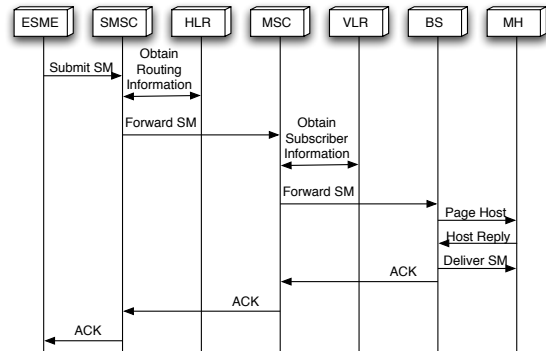 ESME
SMSC
HLR
MSC
VLR
BS
MH
Submit SM
Obtain
Routing
Information
Forward SM
Obtain
Subscriber
Information
Forward SM
Page Host
Host Reply
Deliver SM
ACK
ACK
ACK